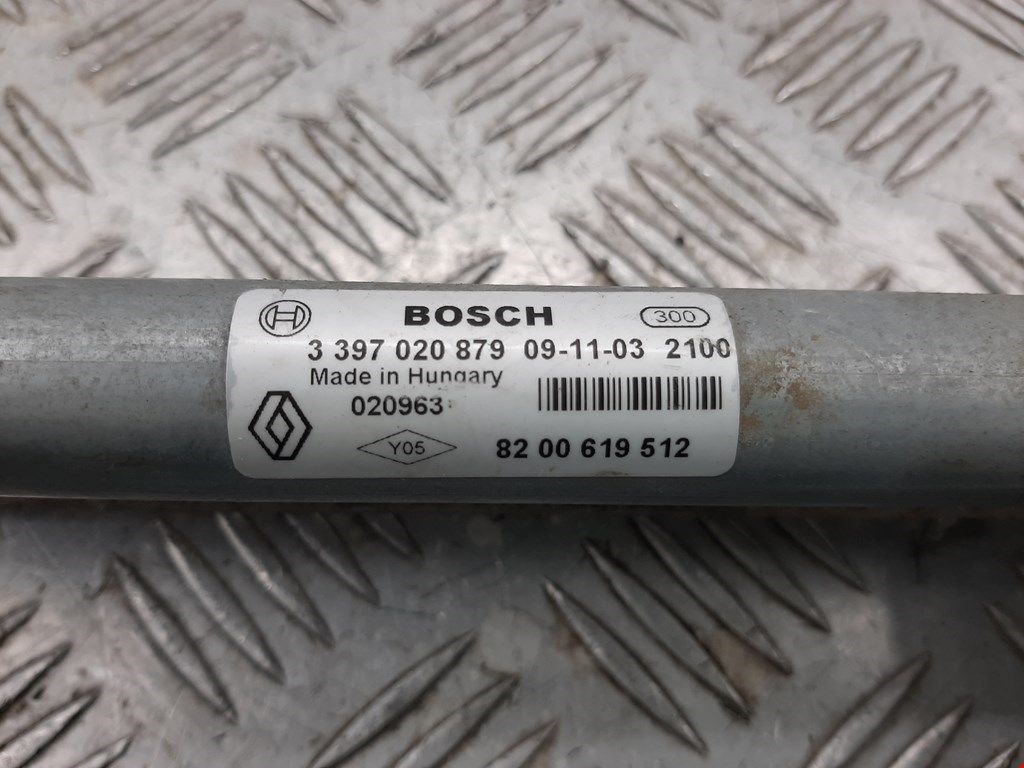 BOSCH 300
3 397 020 879 09-11-03 2100
Made in Hungary
020963
Y05 82 00 619 512